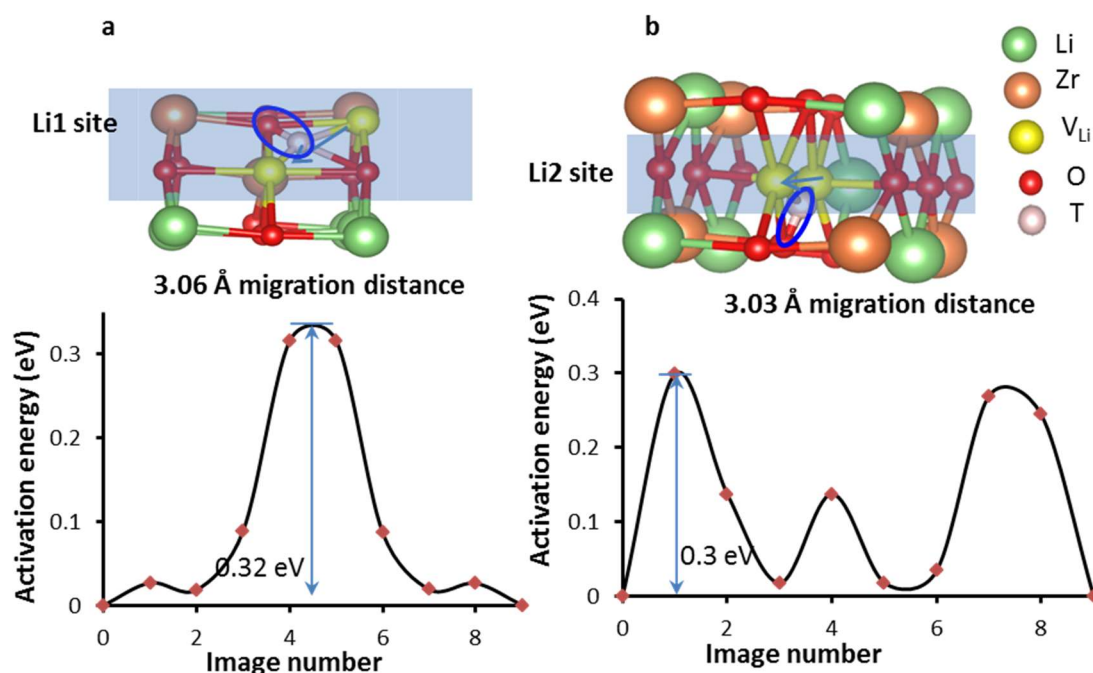 a
b
Li
Zr
V_Li
O
T
Li1 site
Li2 site
3.06 Å migration distance
3.03 Å migration distance
Activation energy (eV)
0.3
0.2
0.1
0
0.32 eV
0 2 4 6 8
Image number
Activation energy (eV)
0.4
0.3
0.2
0.1
0
0.3 eV
0 2 4 6 8
Image number